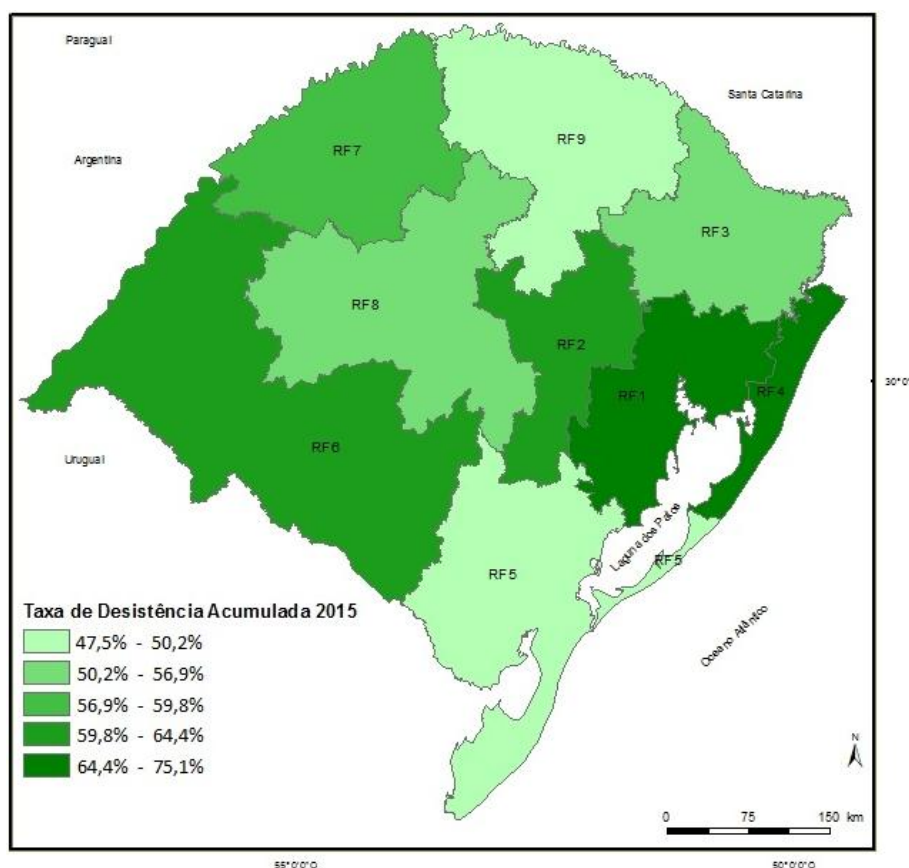 Paraguai
Santa Catarina
Argentina
RF7
RF9
RF3
RF8
RF2
RF1
RF4
30°0'
RF6
Uruguai
Laguna dos Patos
RF5
RF5
Oceano Atlântico
Taxa de Desistência Acumulada 2015
47,5% - 50,2%
50,2% - 56,9%
56,9% - 59,8%
59,8% - 64,4%
64,4% - 75,1%
N
0 75 150 km
55°0'0"O 50°0'0"O